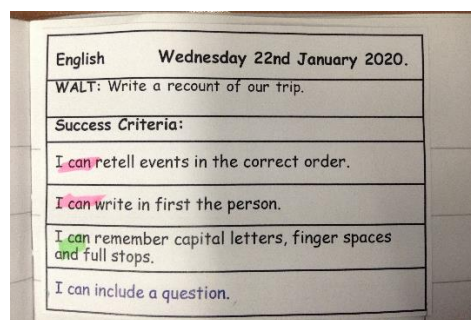 English Wednesday 22nd January 2020.
WALT: Write a recount of our trip.
Success Criteria:
I can retell events in the correct order.
I can write in first the person.
I can remember capital letters, finger spaces
and full stops.
I can include a question.